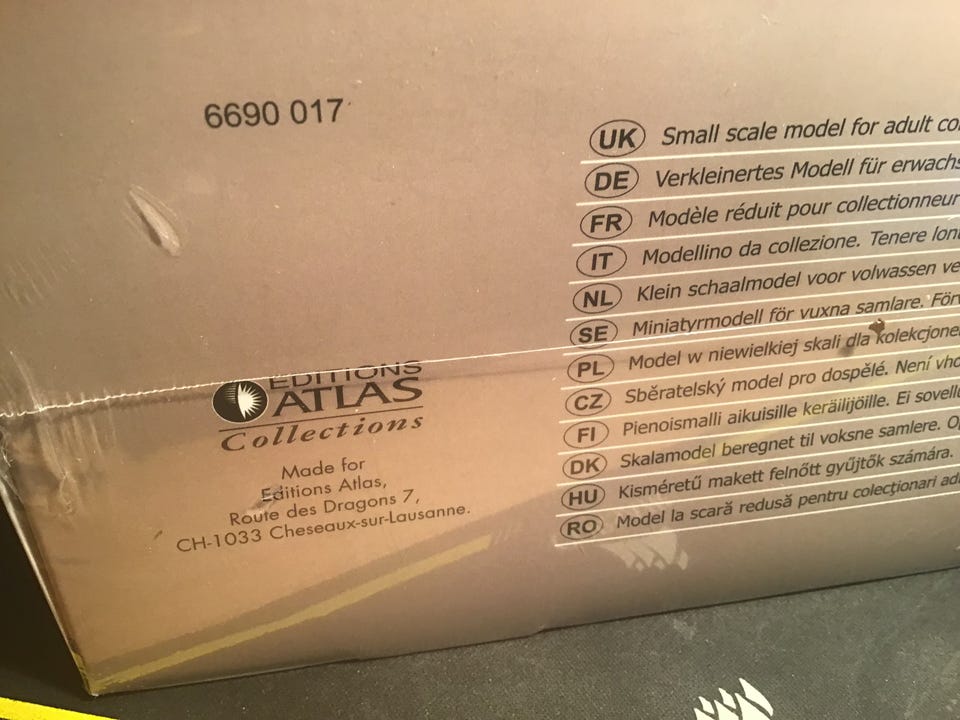 6690 017
EDITIONS
ATLAS
Collections
Made for
Editions Atlas,
Route des Dragons 7,
CH-1033 Cheseaux-sur-Lausanne.
UK Small scale model for adult
DE Verkleinertes Modell für
FR Modèle réduit pour
IT Modellino da collezione. Tenere
NL Klein schaalmodel voor volwassen
SE Miniatyrmodell för vuxna samlare.
PL Model w niewielkiej skali dla
CZ Sběratelský model pro dospělé. Není
FI Pienoismalli aikuisille keräilijöille. Ei
DK Skalamodel beregnet til voksne samlere.
HU Kisméretű makett felnőtt gyűjtők számára.
RO Model la scară redusă pentru colecționari